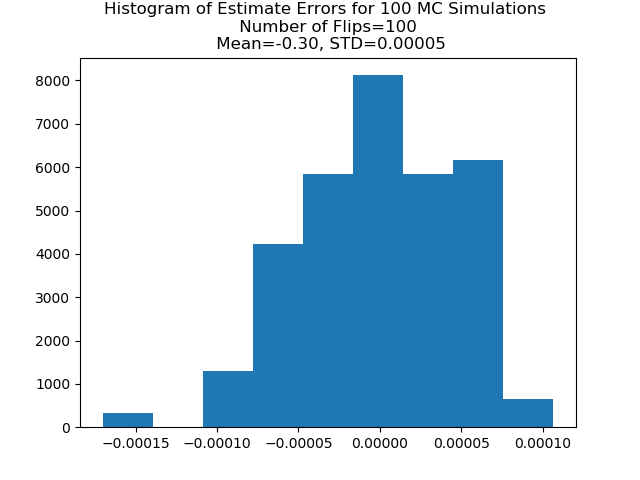 Histogram of Estimate Errors for 100 MC Simulations
Number of Flips=100
Mean=-0.30, STD=0.00005
8000
7000
6000
5000
4000
3000
2000
1000
0
−0.00015 −0.00010 −0.00005 0.00000 0.00005 0.00010